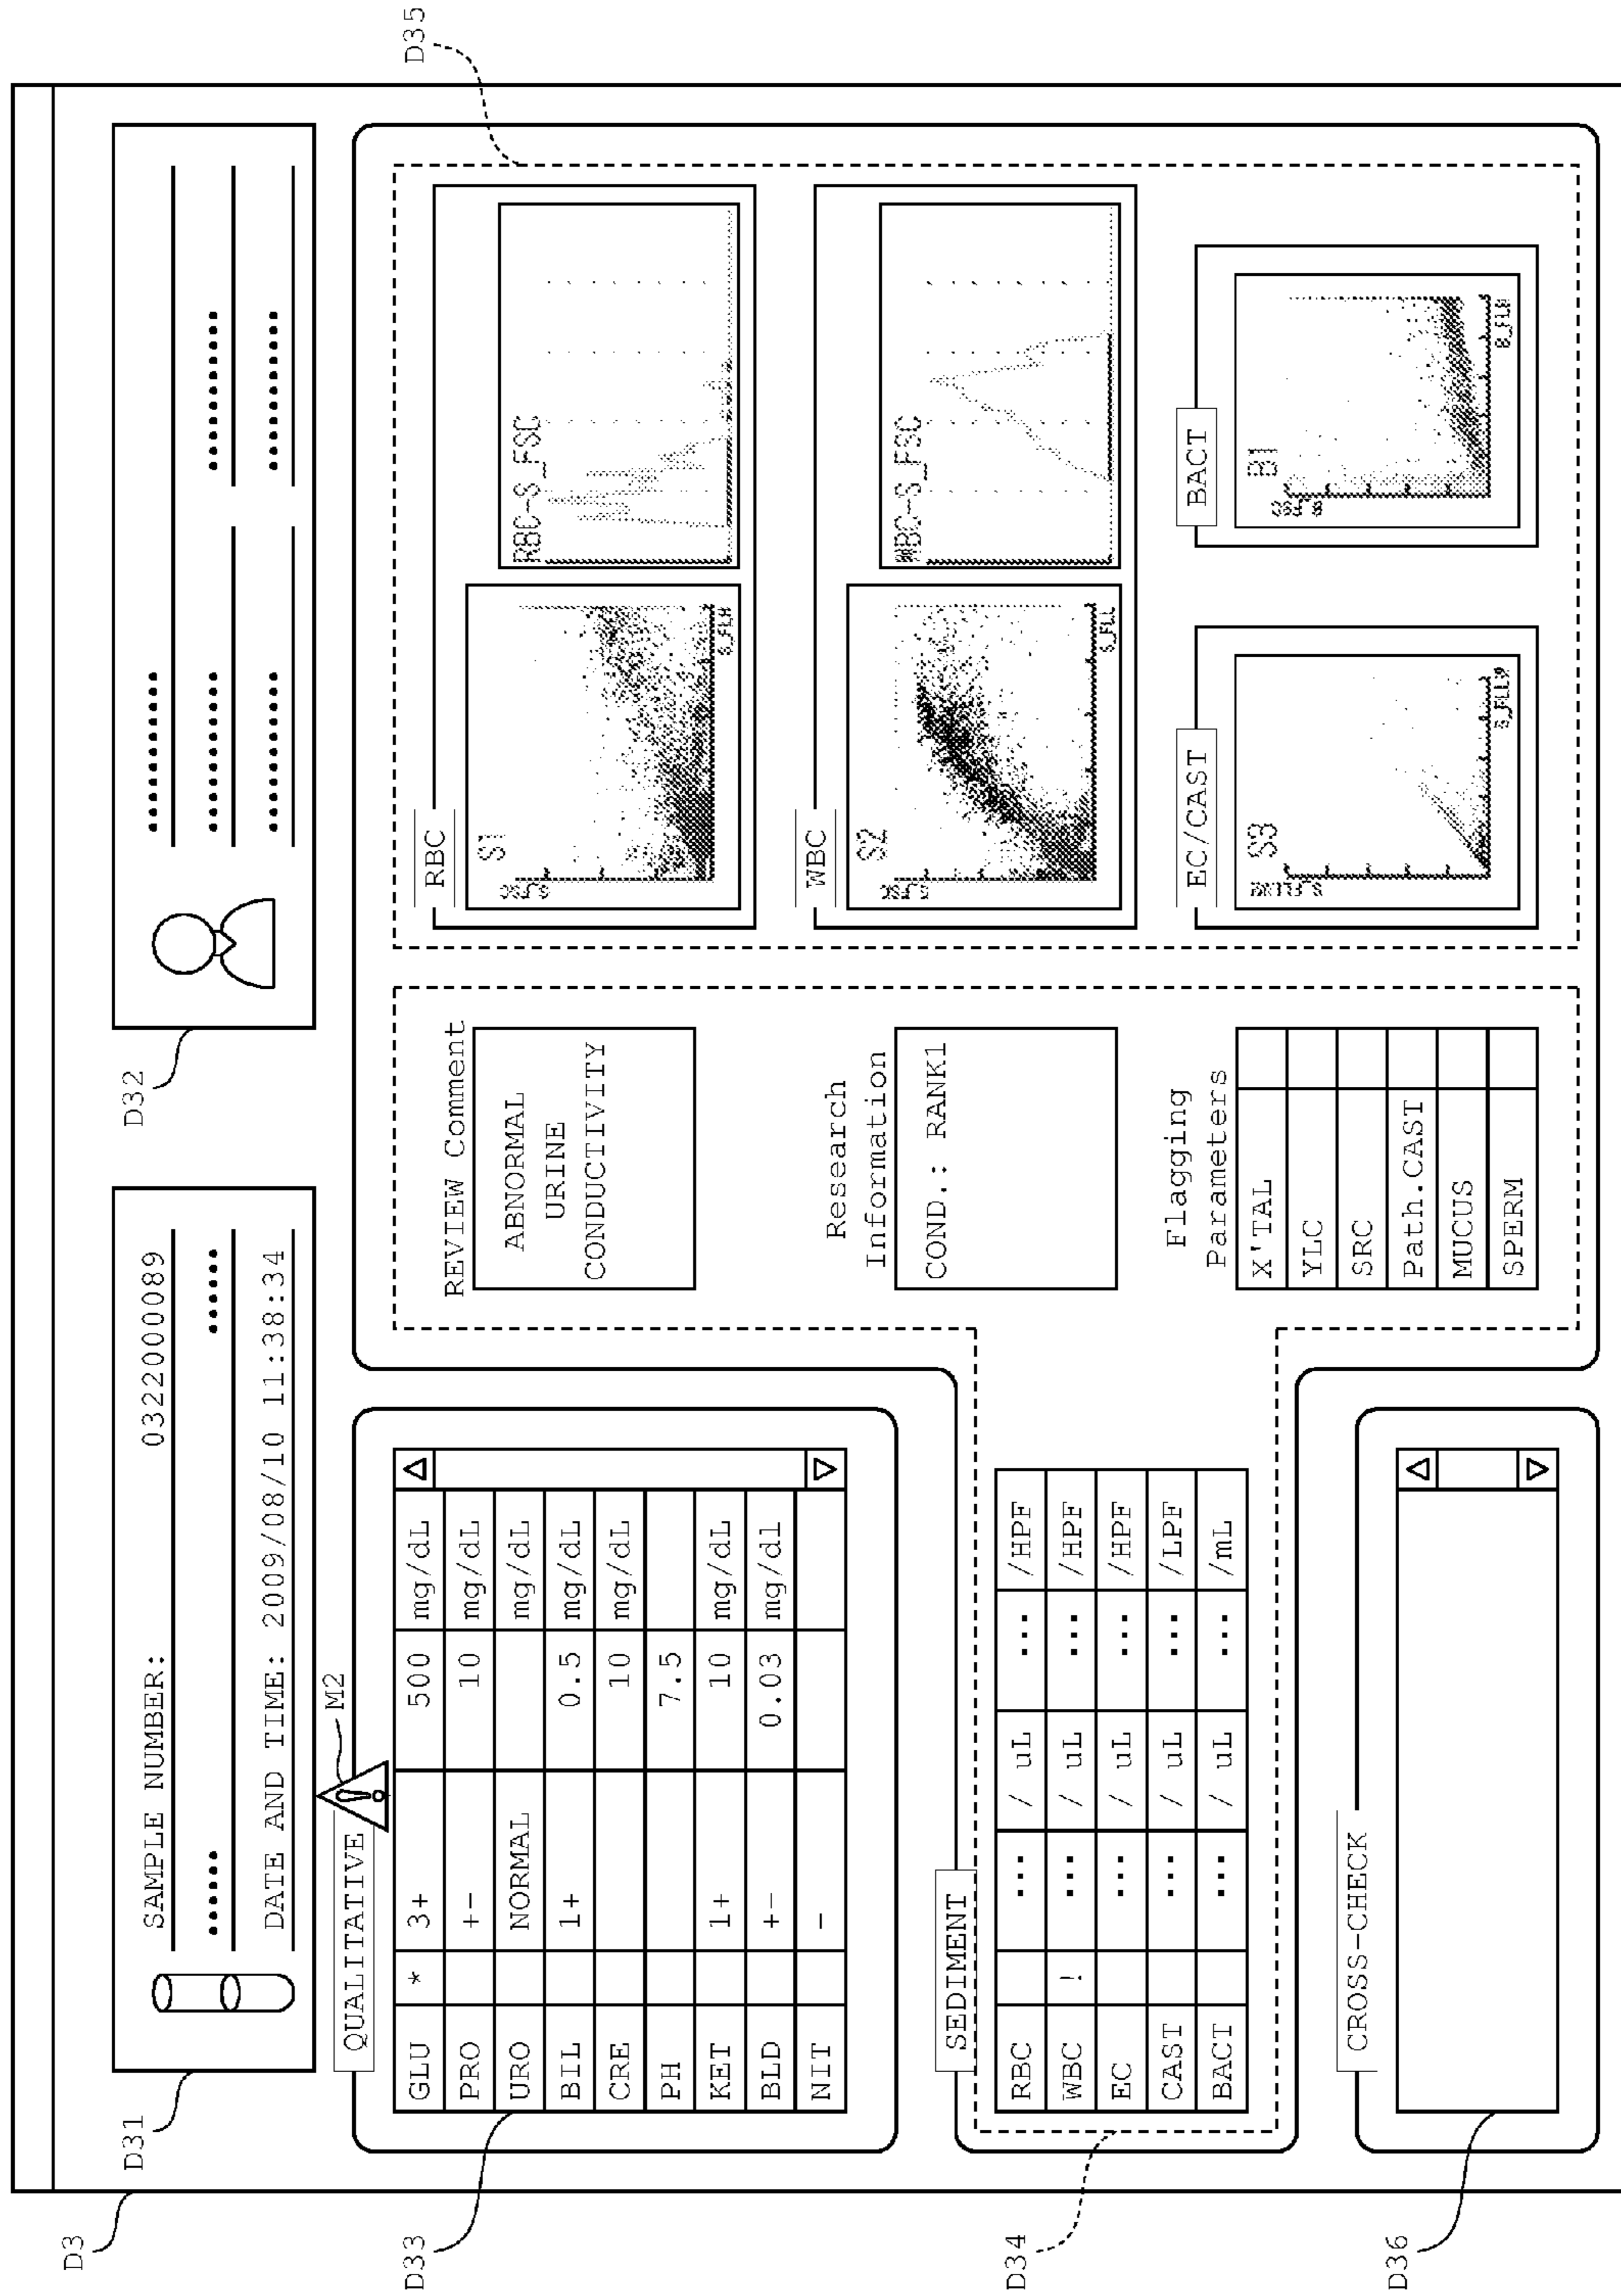 D3
D31
SAMPLE NUMBER: 0322000089
DATE AND TIME: 2009/08/10 11:38:34
D32
D33
QUALITATIVE
M2
GLU * 3+ 500 mg/dL
PRO +- 10 mg/dL
URO NORMAL mg/dL
BIL 1+ 0.5 mg/dL
CRE 10 mg/dL
PH 7.5
KET 1+ 10 mg/dL
BLD +- 0.03 mg/dl
NIT -
D34
SEDIMENT
RBC ... / uL ... /HPF
WBC ! ... / uL ... /HPF
EC ... / uL ... /HPF
CAST ... / uL ... /LPF
BACT ... / uL ... /mL
D36
CROSS-CHECK
REVIEW Comment
ABNORMAL
URINE
CONDUCTIVITY
Research
Information
COND.: RANK1
Flagging
Parameters
X'TAL
YLC
SRC
Path.CAST
MUCUS
SPERM
D35
RBC
S1
S_FLH
RBC-S_FSC
WBC
S2
S_FLL
WBC-S_FSC
EC/CAST
S3
BACT
B1
B_FLH